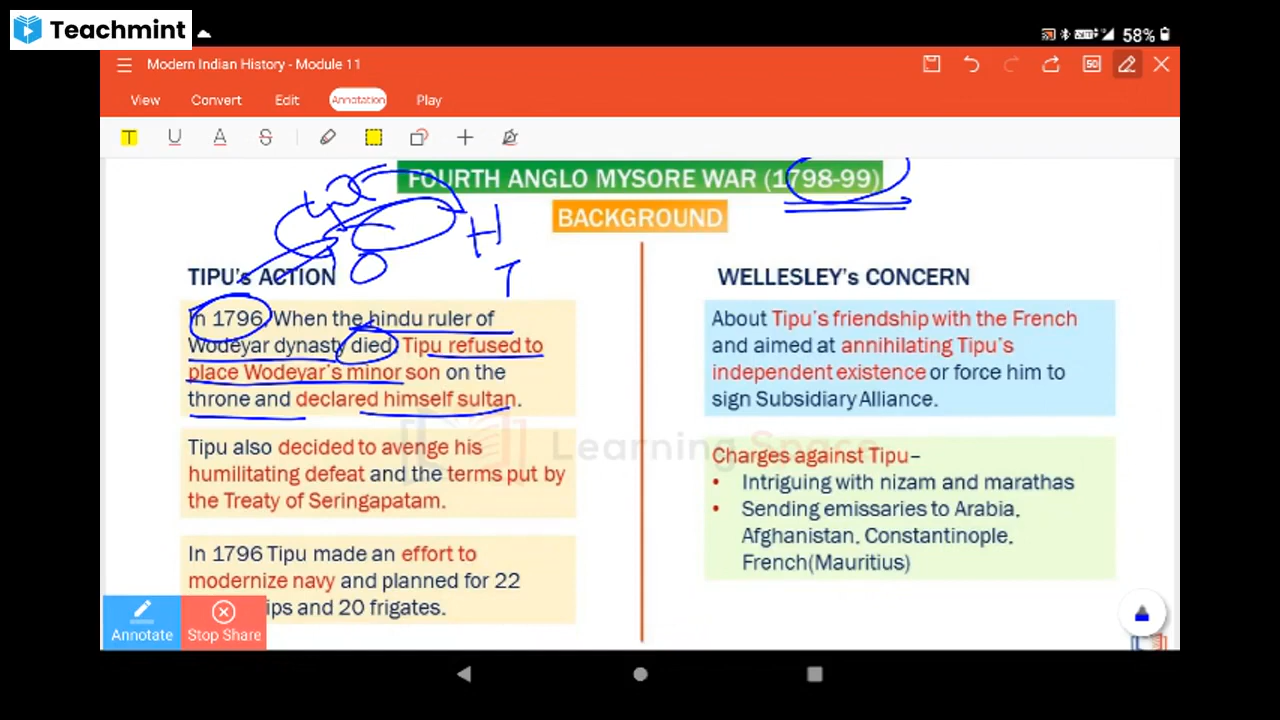 Teachmint
58%
Modern Indian History - Module 11
50
View Convert Edit Annotation Play
T U A S
FOURTH ANGLO MYSORE WAR (1798-99)
BACKGROUND
H
T
TIPU's ACTION
In 1796, When the hindu ruler of
Wodeyar dynasty died, Tipu refused to
place Wodeyar's minor son on the
throne and declared himself sultan.
Tipu also decided to avenge his
humilitating defeat and the terms put by
the Treaty of Seringapatam.
In 1796 Tipu made an effort to
modernize navy and planned for 22
ips and 20 frigates.
WELLESLEY's CONCERN
About Tipu's friendship with the French
and aimed at annihilating Tipu's
independent existence or force him to
sign Subsidiary Alliance.
Charges against Tipu–
• Intriguing with nizam and marathas
• Sending emissaries to Arabia,
Afghanistan, Constantinople,
French(Mauritius)
Learning Space
Annotate Stop Share